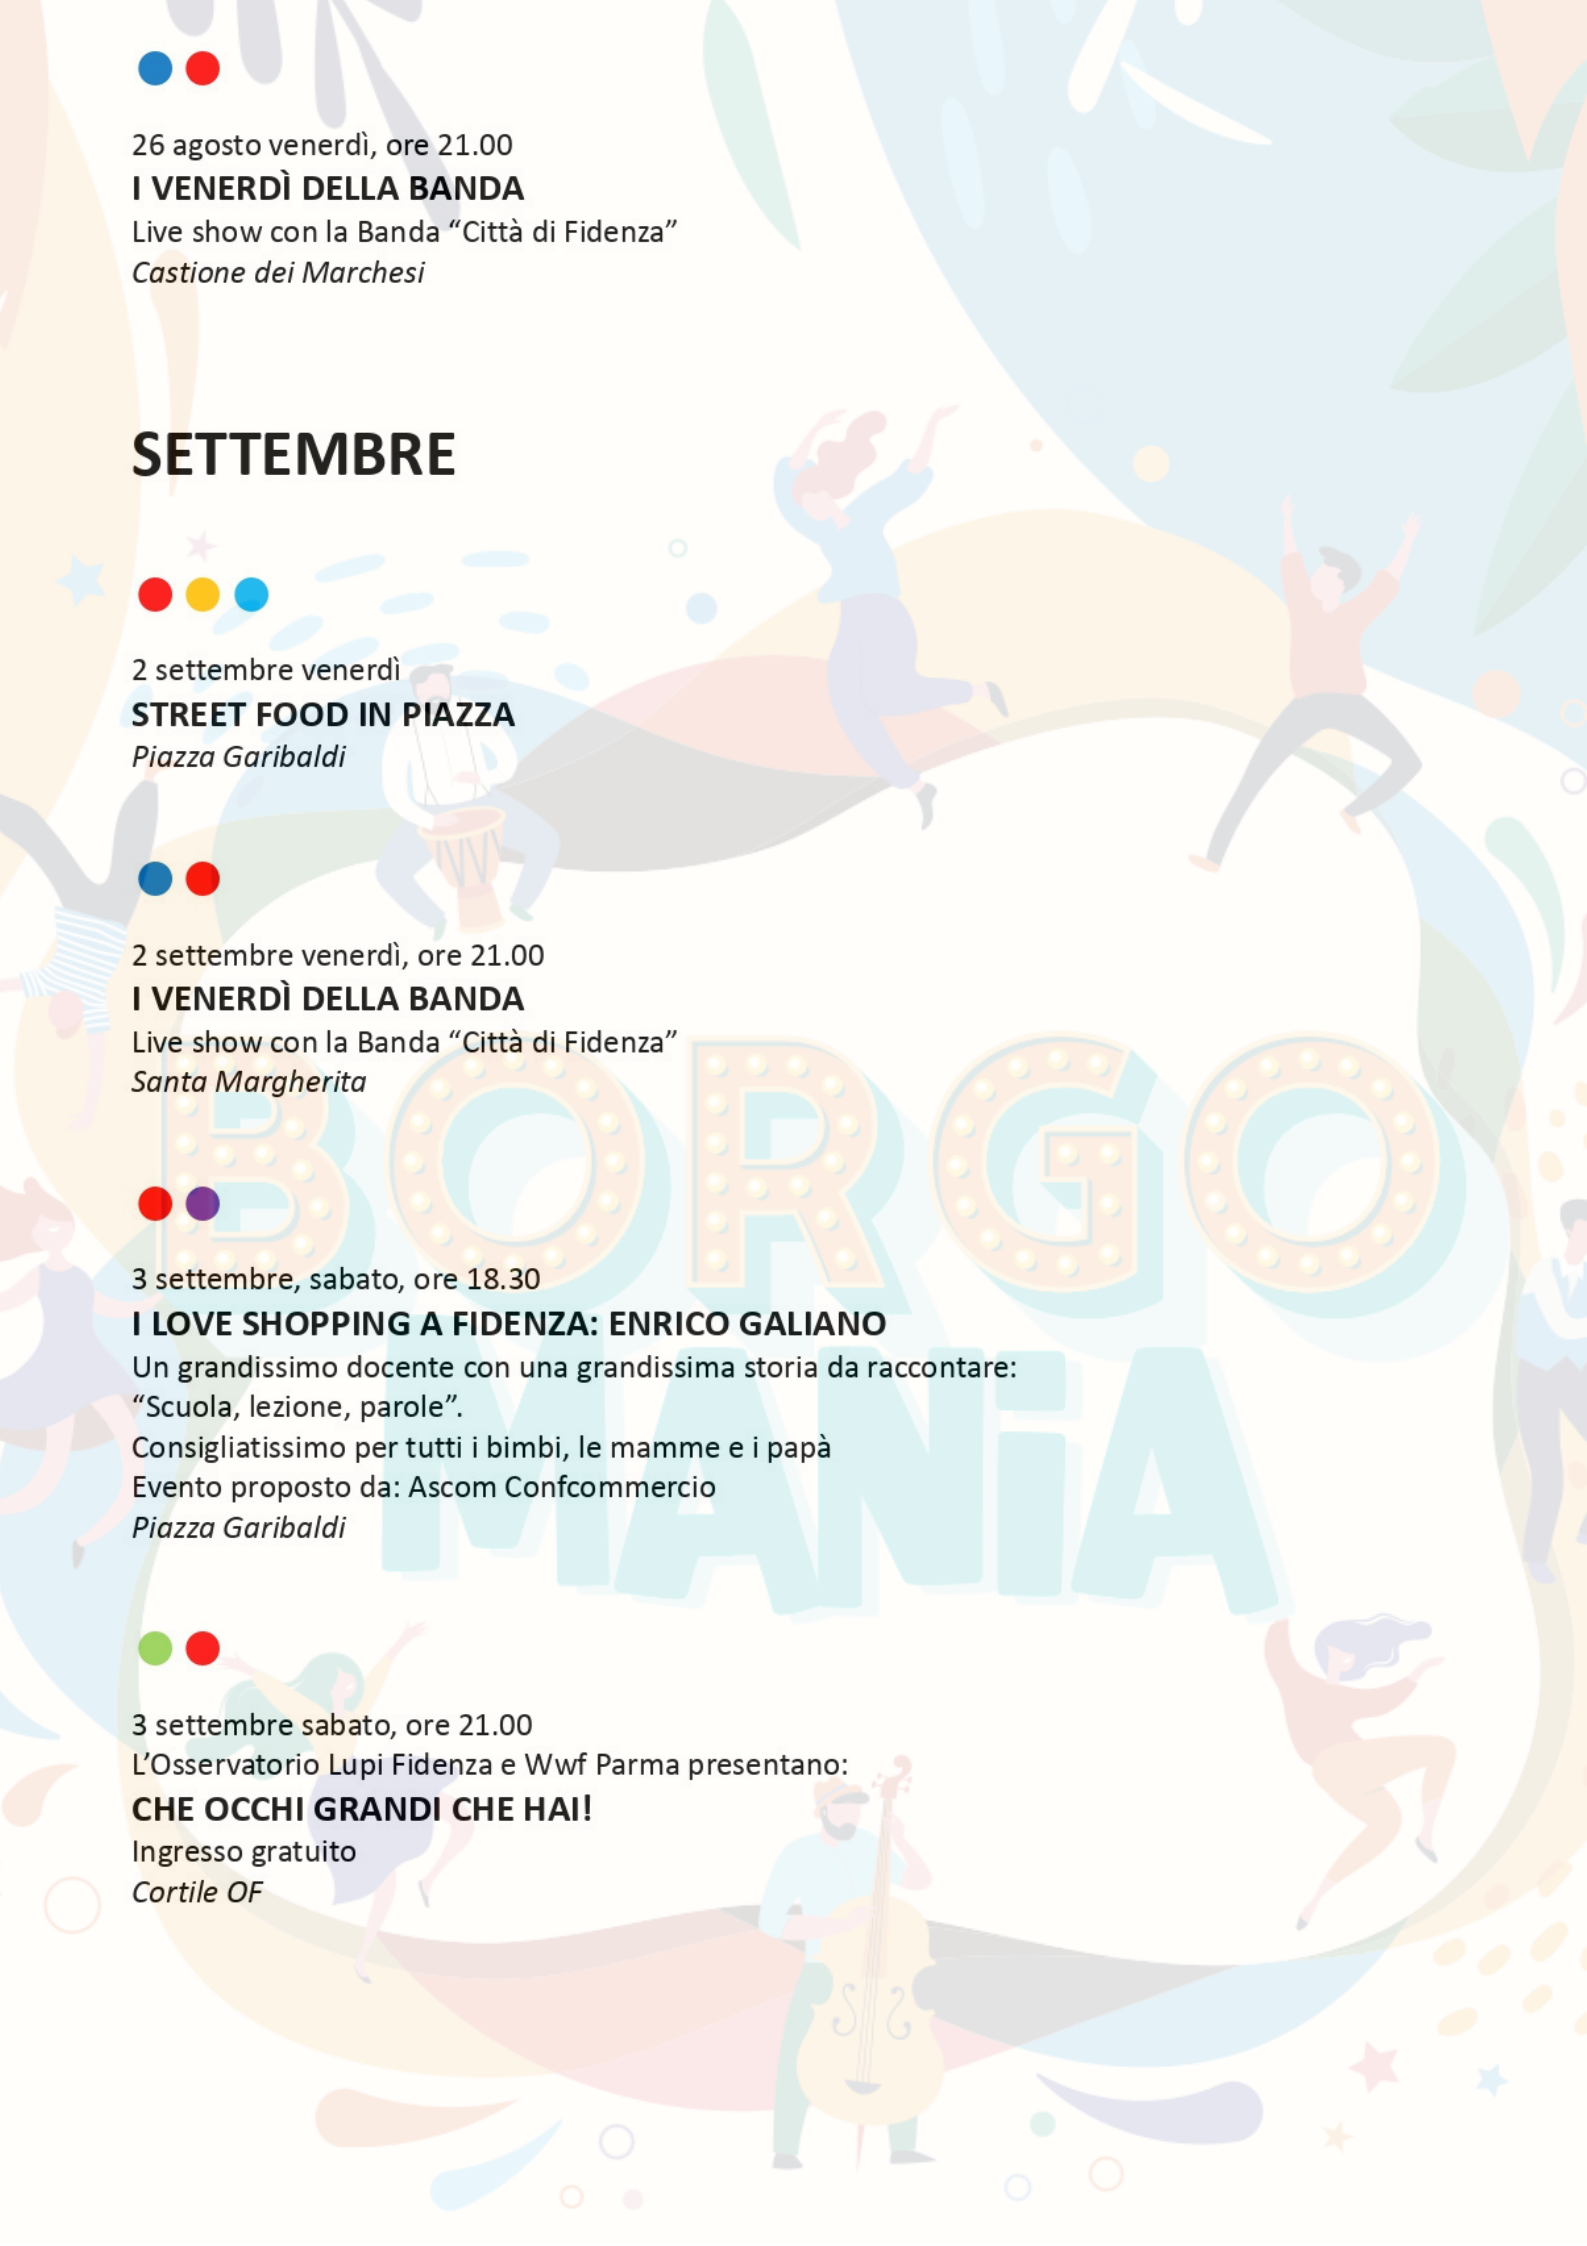 26 agosto venerdì, ore 21.00
I VENERDÌ DELLA BANDA
Live show con la Banda “Città di Fidenza”
Castione dei Marchesi
SETTEMBRE
2 settembre venerdì
STREET FOOD IN PIAZZA
Piazza Garibaldi
2 settembre venerdì, ore 21.00
I VENERDÌ DELLA BANDA
Live show con la Banda “Città di Fidenza”
Santa Margherita
BORGO
MANiA
3 settembre, sabato, ore 18.30
I LOVE SHOPPING A FIDENZA: ENRICO GALIANO
Un grandissimo docente con una grandissima storia da raccontare:
“Scuola, lezione, parole”.
Consigliatissimo per tutti i bimbi, le mamme e i papà
Evento proposto da: Ascom Confcommercio
Piazza Garibaldi
3 settembre sabato, ore 21.00
L’Osservatorio Lupi Fidenza e Wwf Parma presentano:
CHE OCCHI GRANDI CHE HAI!
Ingresso gratuito
Cortile OF